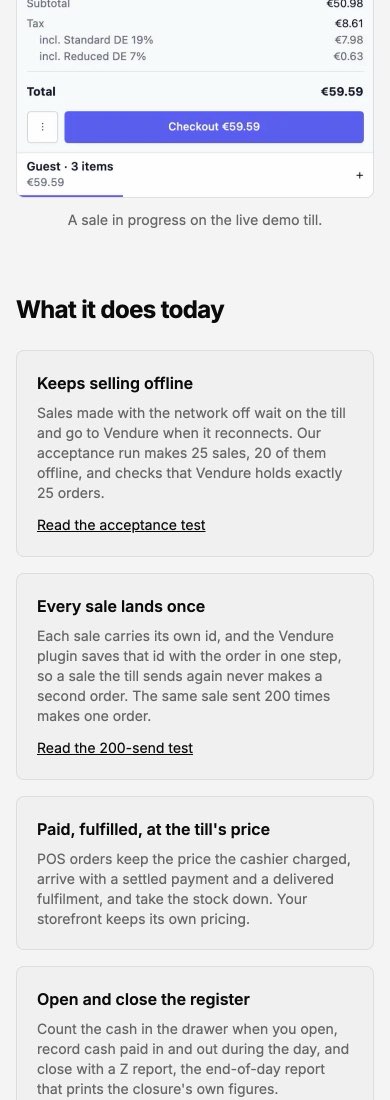 Subtotal €50.98
Tax €8.61
incl. Standard DE 19% €7.98
incl. Reduced DE 7% €0.63
Total €59.59
Checkout €59.59
Guest · 3 items
€59.59 +
A sale in progress on the live demo till.
What it does today
Keeps selling offline
Sales made with the network off wait on the till
and go to Vendure when it reconnects. Our
acceptance run makes 25 sales, 20 of them
offline, and checks that Vendure holds exactly
25 orders.
Read the acceptance test
Every sale lands once
Each sale carries its own id, and the Vendure
plugin saves that id with the order in one step,
so a sale the till sends again never makes a
second order. The same sale sent 200 times
makes one order.
Read the 200-send test
Paid, fulfilled, at the till's price
POS orders keep the price the cashier charged,
arrive with a settled payment and a delivered
fulfilment, and take the stock down. Your
storefront keeps its own pricing.
Open and close the register
Count the cash in the drawer when you open,
record cash paid in and out during the day, and
close with a Z report, the end-of-day report
that prints the closure's own figures.